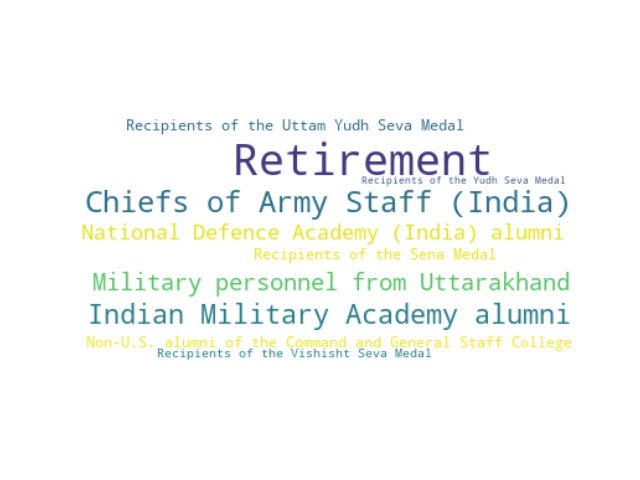 Recipients of the Uttam Yudh Seva Medal
Retirement
Recipients of the Yudh Seva Medal
Chiefs of Army Staff (India)
National Defence Academy (India) alumni
Recipients of the Sena Medal
Military personnel from Uttarakhand
Indian Military Academy alumni
Non-U.S. alumni of the Command and General Staff College
Recipients of the Vishisht Seva Medal